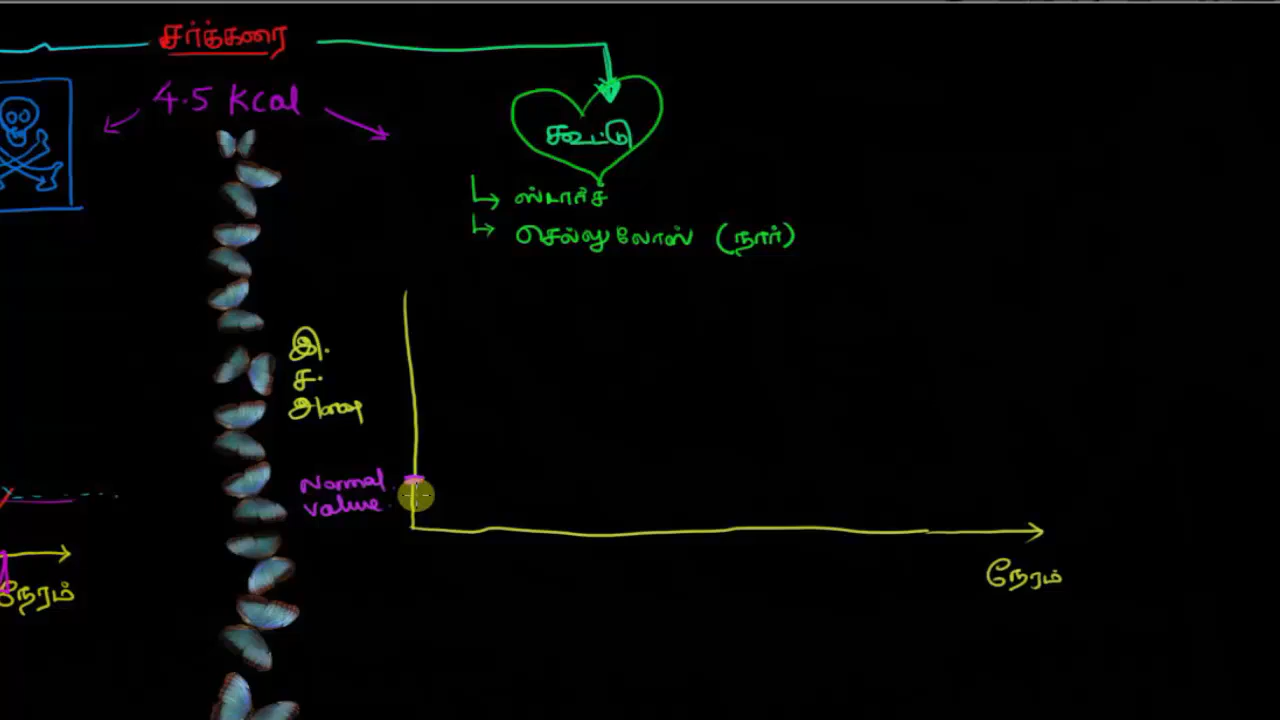 சர்க்கரை
4.5 Kcal
கூட்டு
ஸ்டார்ச்
செல்லுலோஸ் (நார்)
இ.
ச.
அளவு
Normal
Value
நேரம்
நேரம்